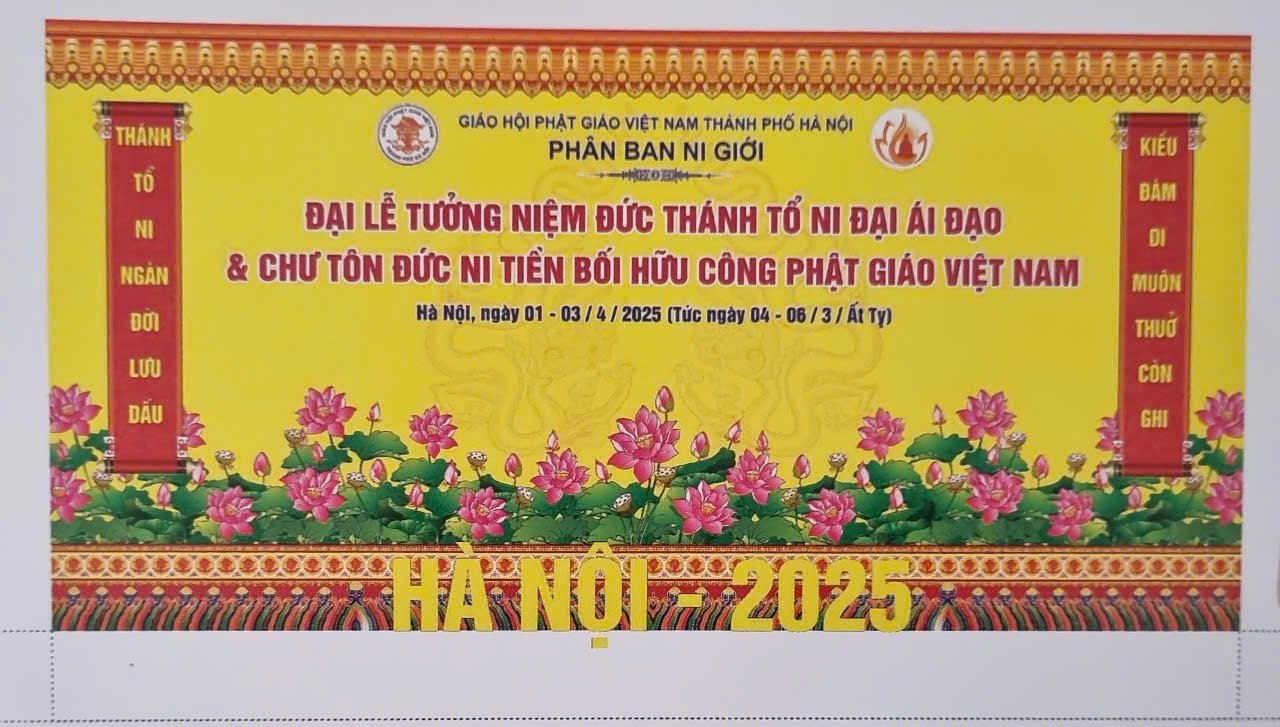 GIÁO HỘI PHẬT GIÁO VIỆT NAM THÀNH PHỐ HÀ NỘI
PHÂN BAN NI GIỚI
ĐẠI LỄ TƯỞNG NIỆM ĐỨC THÁNH TỔ NI ĐẠI ÁI ĐẠO
& CHƯ TÔN ĐỨC NI TIỀN BỐI HỮU CÔNG PHẬT GIÁO VIỆT NAM
Hà Nội, ngày 01 - 03 / 4 / 2025 (Tức ngày 04 - 06 / 3 / Ất Tỵ)
THÁNH
TỔ
NI
NGÀN
ĐỜI
LƯU
DẤU
KIẾU
ĐÀM
DI
MUÔN
THUỞ
CÒN
GHI
HÀ NỘI - 2025